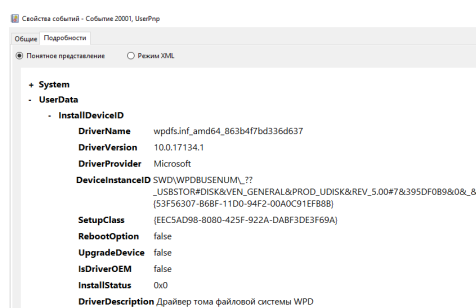 Свойства событий - Событие 20001, UserPnp
Общие Подробности
Понятное представление Режим XML
+ System
- UserData
- InstallDeviceID
DriverName wpdfs.inf_amd64_863b4f7bd336d637
DriverVersion 10.0.17134.1
DriverProvider Microsoft
DeviceInstanceID SWD\WPDBUSENUM\_??
_USBSTOR#DISK&VEN_GENERAL&PROD_UDISK&REV_5.00#7&395DF0B9&0&_&
{53F56307-B6BF-11D0-94F2-00A0C91EFB8B}
SetupClass {EEC5AD98-8080-425F-922A-DABF3DE3F69A}
RebootOption false
UpgradeDevice false
IsDriverOEM false
InstallStatus 0x0
DriverDescription Драйвер тома файловой системы WPD